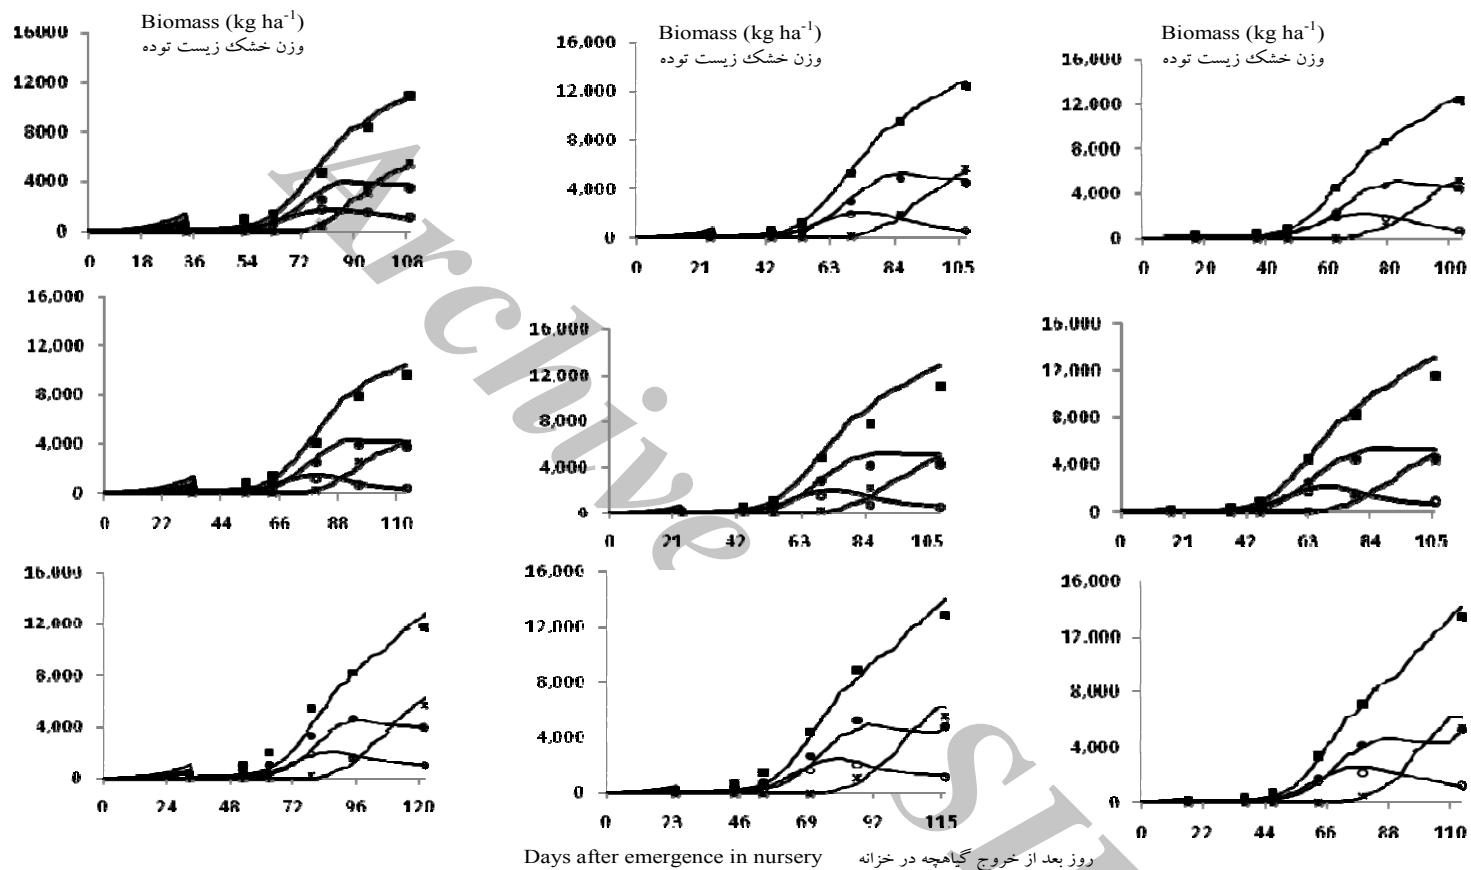 Biomass (kg ha-1)
وزن خشک زیست توده
16000
12000
8000
4000
0
0 18 36 54 72 90 108
Biomass (kg ha-1)
وزن خشک زیست توده
16,000
12,000
8,000
4,000
0
0 21 42 63 84 105
Biomass (kg ha-1)
وزن خشک زیست توده
16,000
12,000
8,000
4,000
0
0 20 40 60 80 100
16,000
12,000
8,000
4,000
0
0 22 44 66 88 110
16,000
12,000
8,000
4,000
0
0 21 42 63 84 105
16,000
12,000
8,000
4,000
0
0 21 42 63 84 105
16,000
12,000
8,000
4,000
0
0 24 48 72 96 120
16,000
12,000
8,000
4,000
0
0 23 46 69 92 115
16,000
12,000
8,000
4,000
0
0 22 44 66 88 110
Days after emergence in nursery روز بعد از خروج گیاهچه در خزانه
Archive